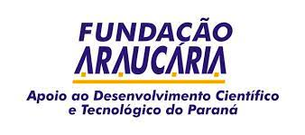 FUNDAÇÃO
ARAUCÁRIA
Apoio ao Desenvolvimento Científico
e Tecnológico do Paraná